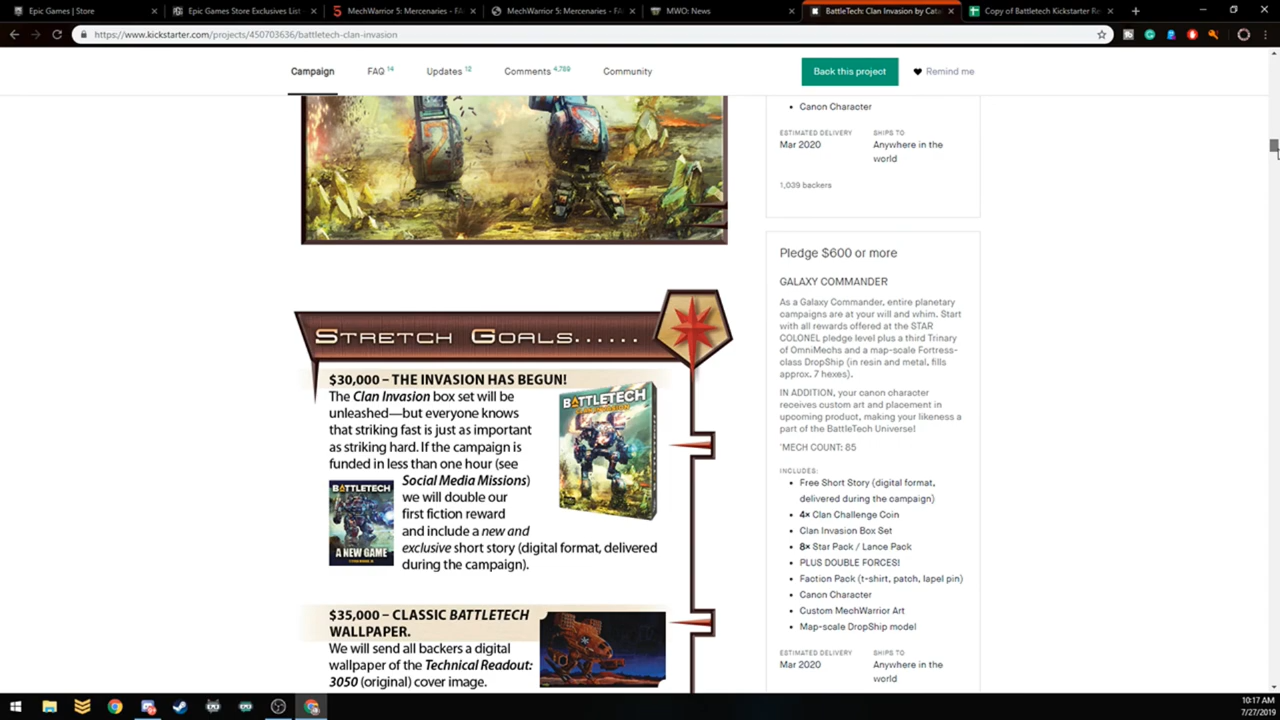 Epic Games | Store
Epic Games Store Exclusives List -
MechWarrior 5: Mercenaries - FA
MechWarrior 5: Mercenaries - FA
MWO: News
BattleTech: Clan Invasion by Cata
Copy of Battletech Kickstarter Re
https://www.kickstarter.com/projects/450703636/battletech-clan-invasion
Campaign
FAQ 14
Updates 12
Comments 4,789
Community
Back this project
Remind me
STRETCH GOALS......
$30,000 – THE INVASION HAS BEGUN!
The Clan Invasion box set will be
unleashed—but everyone knows
that striking fast is just as important
as striking hard. If the campaign is
funded in less than one hour (see
Social Media Missions)
we will double our
first fiction reward
and include a new and
exclusive short story (digital format, delivered
during the campaign).
BATTLETECH
BATTLETECH
A NEW GAME
$35,000 – CLASSIC BATTLETECH
WALLPAPER.
We will send all backers a digital
wallpaper of the Technical Readout:
3050 (original) cover image.
• Canon Character
ESTIMATED DELIVERY
Mar 2020
SHIPS TO
Anywhere in the
world
1,039 backers
Pledge $600 or more
GALAXY COMMANDER
As a Galaxy Commander, entire planetary
campaigns are at your will and whim. Start
with all rewards offered at the STAR
COLONEL pledge level plus a third Trinary
of OmniMechs and a map-scale Fortress-
class DropShip (in resin and metal, fills
approx. 7 hexes).
IN ADDITION, your canon character
receives custom art and placement in
upcoming product, making your likeness a
part of the BattleTech Universe!
'MECH COUNT: 85
INCLUDES:
• Free Short Story (digital format,
delivered during the campaign)
• 4× Clan Challenge Coin
• Clan Invasion Box Set
• 8× Star Pack / Lance Pack
• PLUS DOUBLE FORCES!
• Faction Pack (t-shirt, patch, lapel pin)
• Canon Character
• Custom MechWarrior Art
• Map-scale DropShip model
ESTIMATED DELIVERY
Mar 2020
SHIPS TO
Anywhere in the
world
10:17 AM
7/27/2019